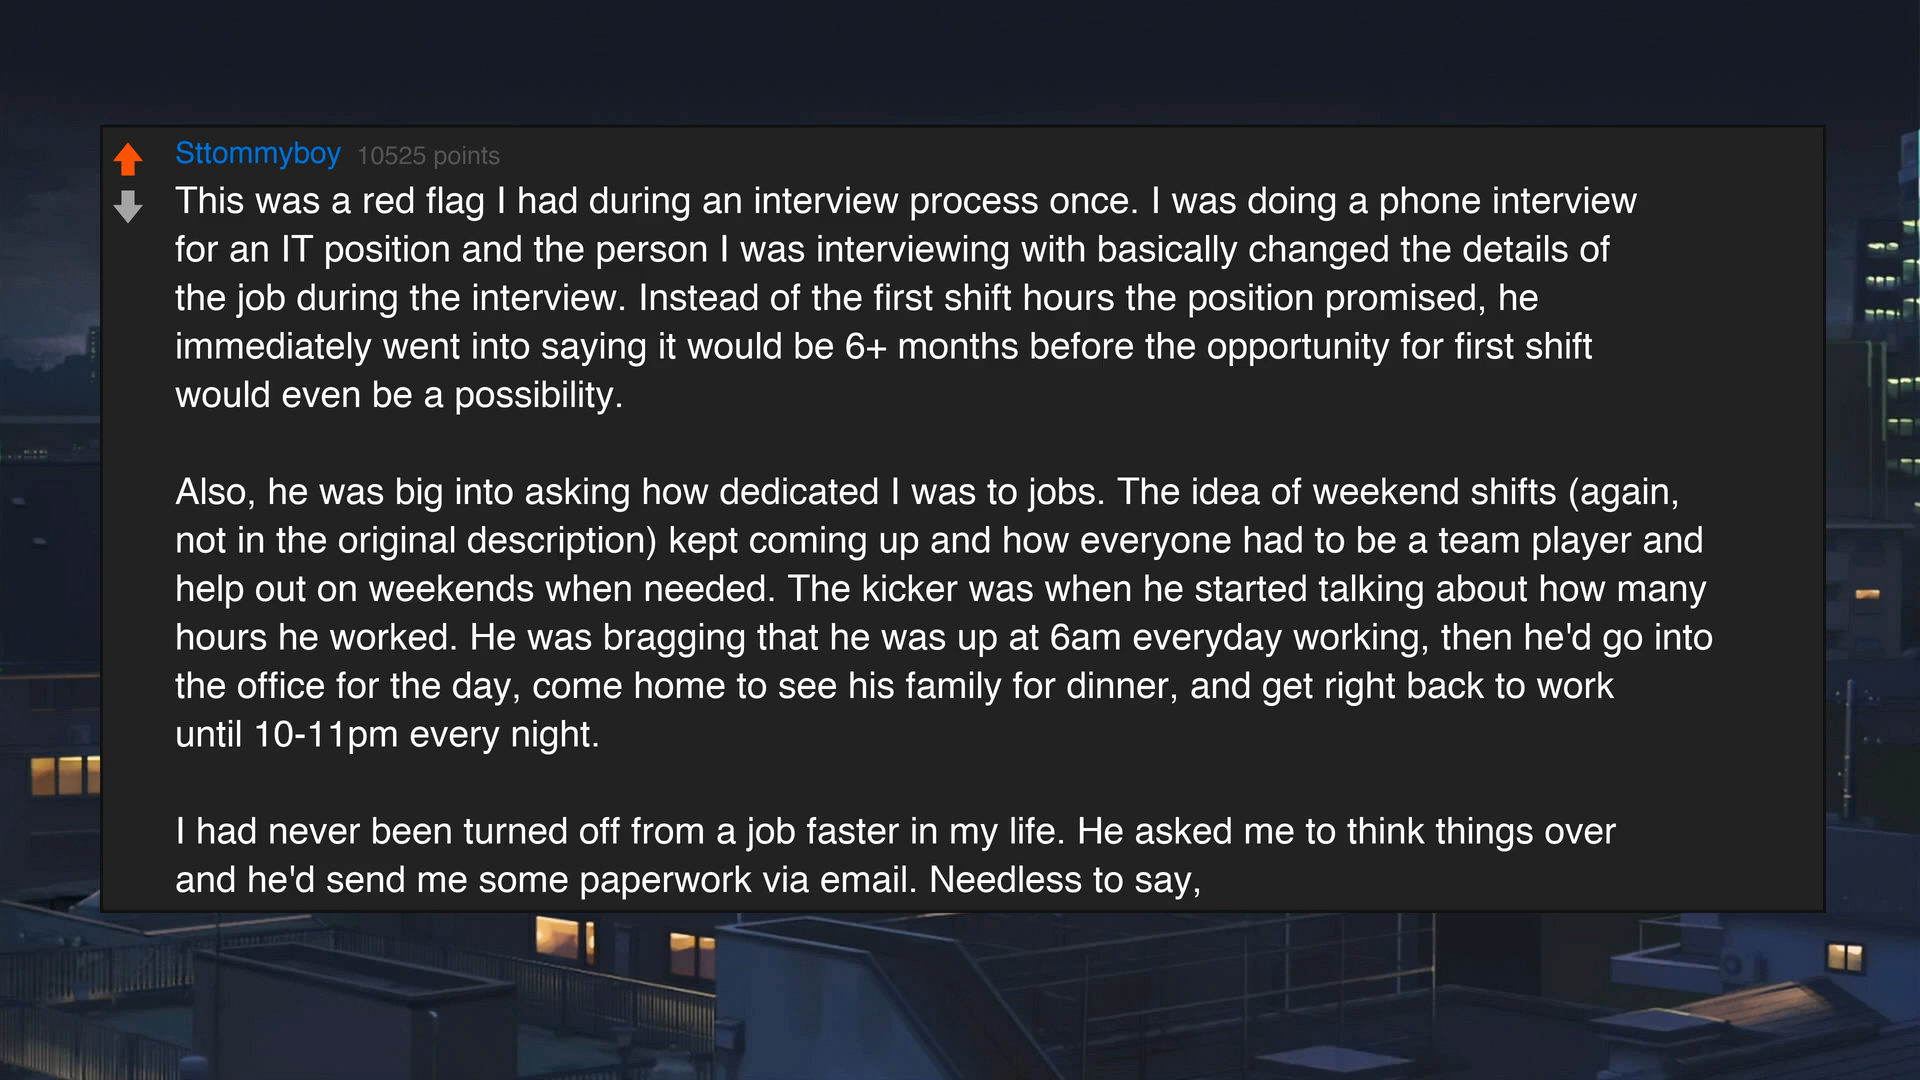 Sttommyboy 10525 points
This was a red flag I had during an interview process once. I was doing a phone interview
for an IT position and the person I was interviewing with basically changed the details of
the job during the interview. Instead of the first shift hours the position promised, he
immediately went into saying it would be 6+ months before the opportunity for first shift
would even be a possibility.
Also, he was big into asking how dedicated I was to jobs. The idea of weekend shifts (again,
not in the original description) kept coming up and how everyone had to be a team player and
help out on weekends when needed. The kicker was when he started talking about how many
hours he worked. He was bragging that he was up at 6am everyday working, then he'd go into
the office for the day, come home to see his family for dinner, and get right back to work
until 10-11pm every night.
I had never been turned off from a job faster in my life. He asked me to think things over
and he'd send me some paperwork via email. Needless to say,